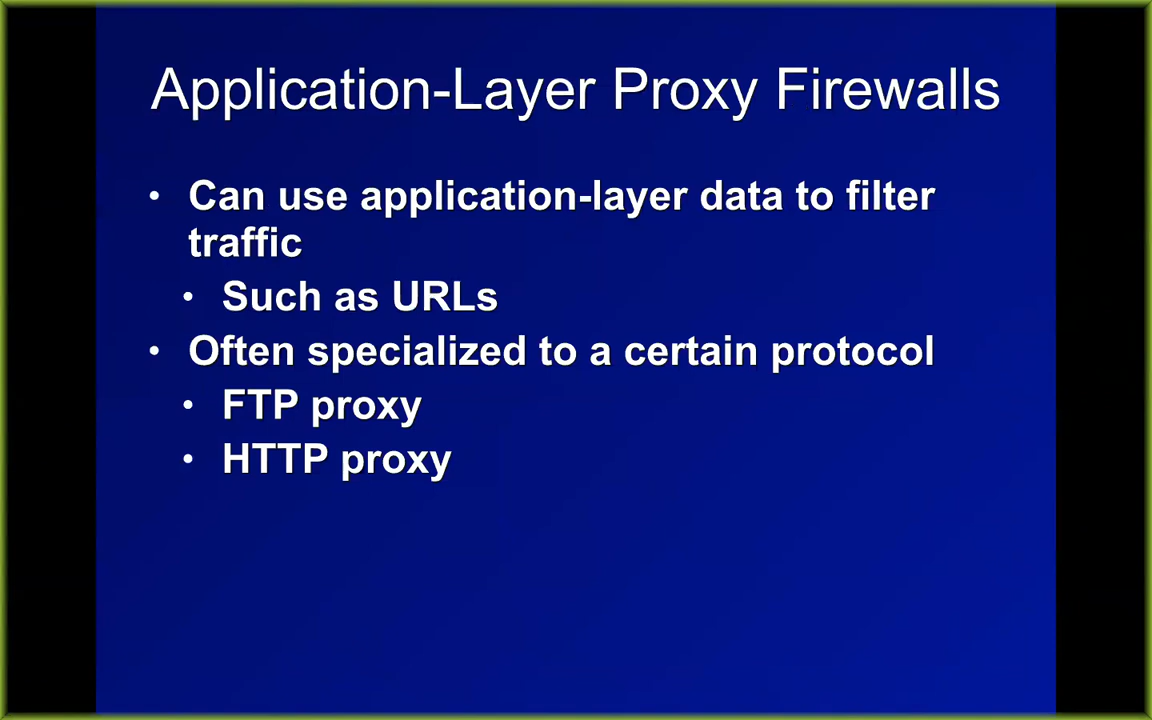 Application-Layer Proxy Firewalls
• Can use application-layer data to filter
traffic
• Such as URLs
• Often specialized to a certain protocol
• FTP proxy
• HTTP proxy